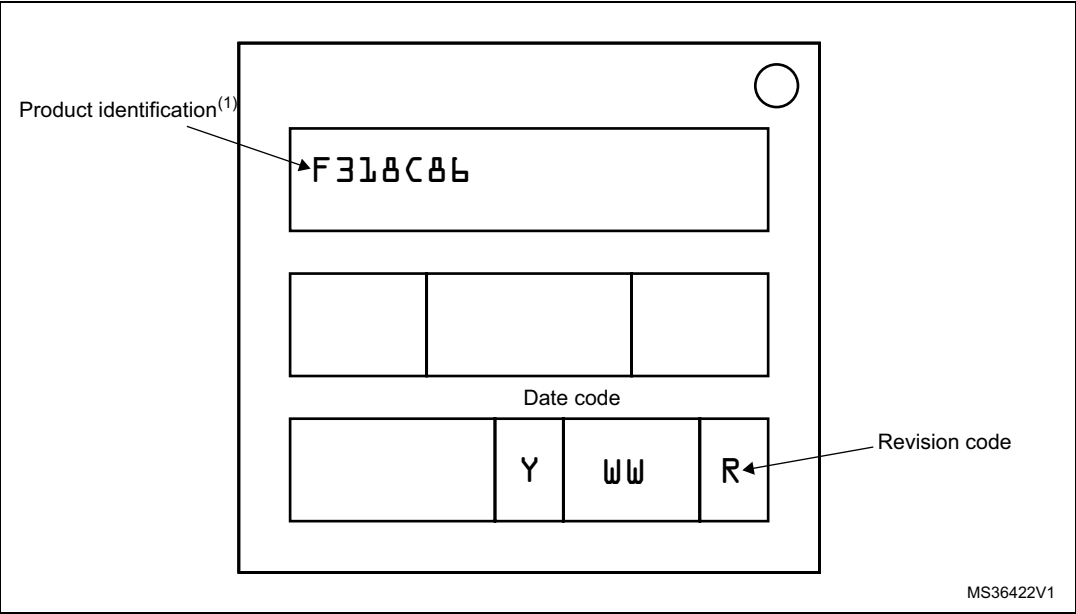 Product identification(1)
F318C86
Date code
Y WW R
Revision code
MS36422V1